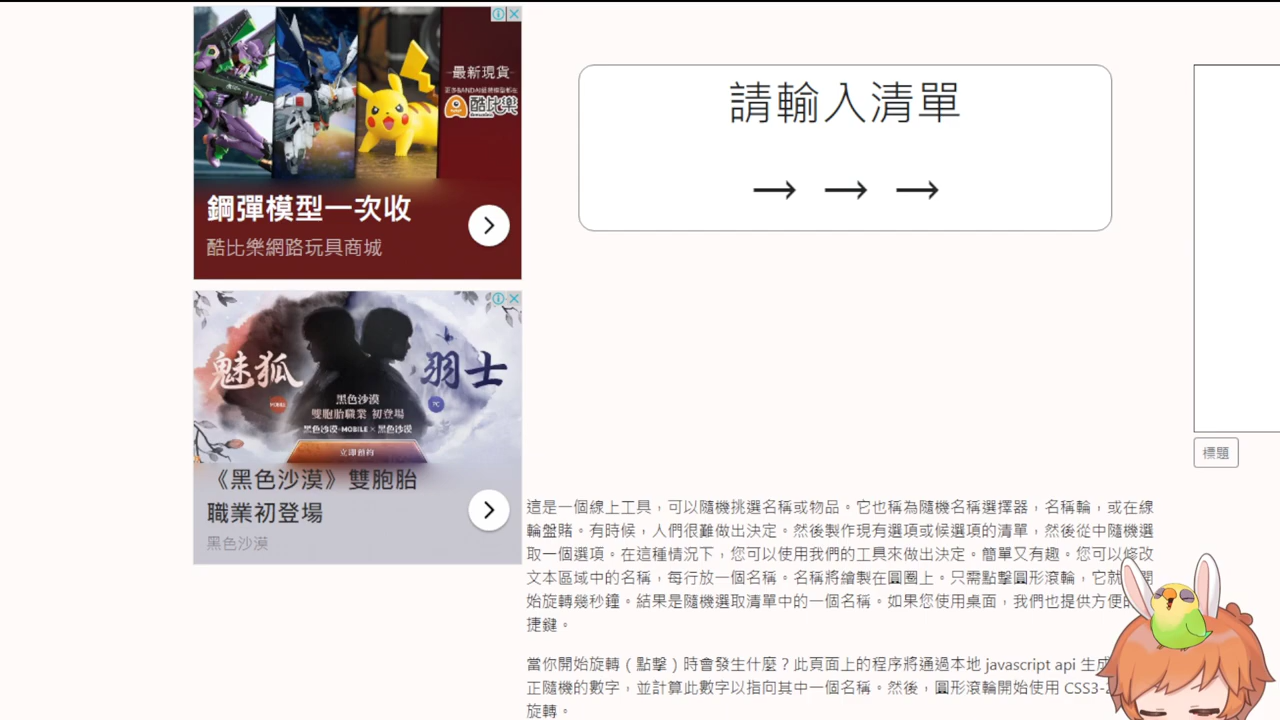 最新現貨
酷比樂
鋼彈模型一次收
酷比樂網路玩具商城
魅狐
羽士
黑色沙漠
雙胞胎職業 初登場
黑色沙漠-MOBILE × 黑色沙漠
立即預約
《黑色沙漠》雙胞胎
職業初登場
黑色沙漠
請輸入清單
→ → →
標題
這是一個線上工具，可以隨機挑選名稱或物品。它也稱為隨機名稱選擇器，名稱輪，或在線
輪盤賭。有時候，人們很難做出決定。然後製作現有選項或候選項的清單，然後從中隨機選
取一個選項。在這種情況下，您可以使用我們的工具來做出決定。簡單又有趣。您可以修改
文本區域中的名稱，每行放一個名稱。名稱將繪製在圓圈上。只需點擊圓形滾輪，它就 開
始旋轉幾秒鐘。結果是隨機選取清單中的一個名稱。如果您使用桌面，我們也提供方便的
捷鍵。
當你開始旋轉（點擊）時會發生什麼？此頁面上的程序將通過本地 javascript api 生成
正隨機的數字，並計算此數字以指向其中一個名稱。然後，圓形滾輪開始使用 CSS3-2
旋轉。